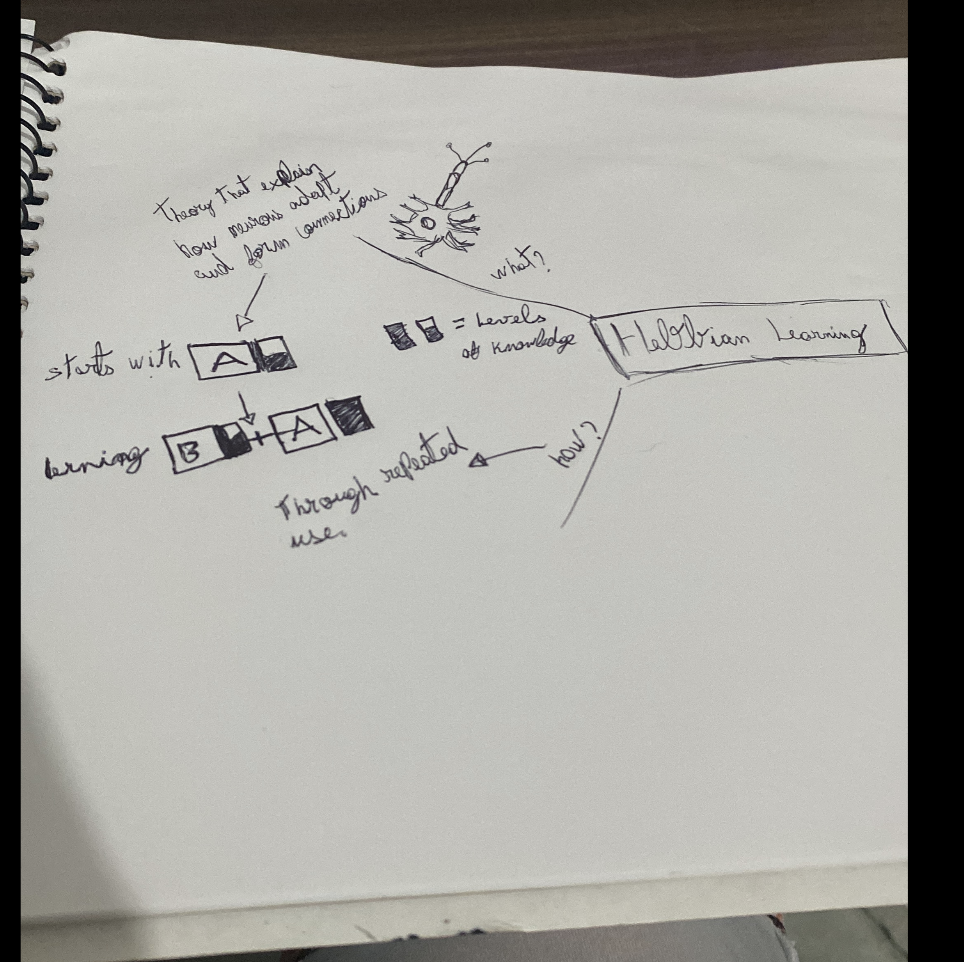 Theory That explain
how neurons adapt
and form connections
what?
Hebbian Learning
= Levels
of knowledge
starts with A
lerning B + A
how?
Through repeated
use.